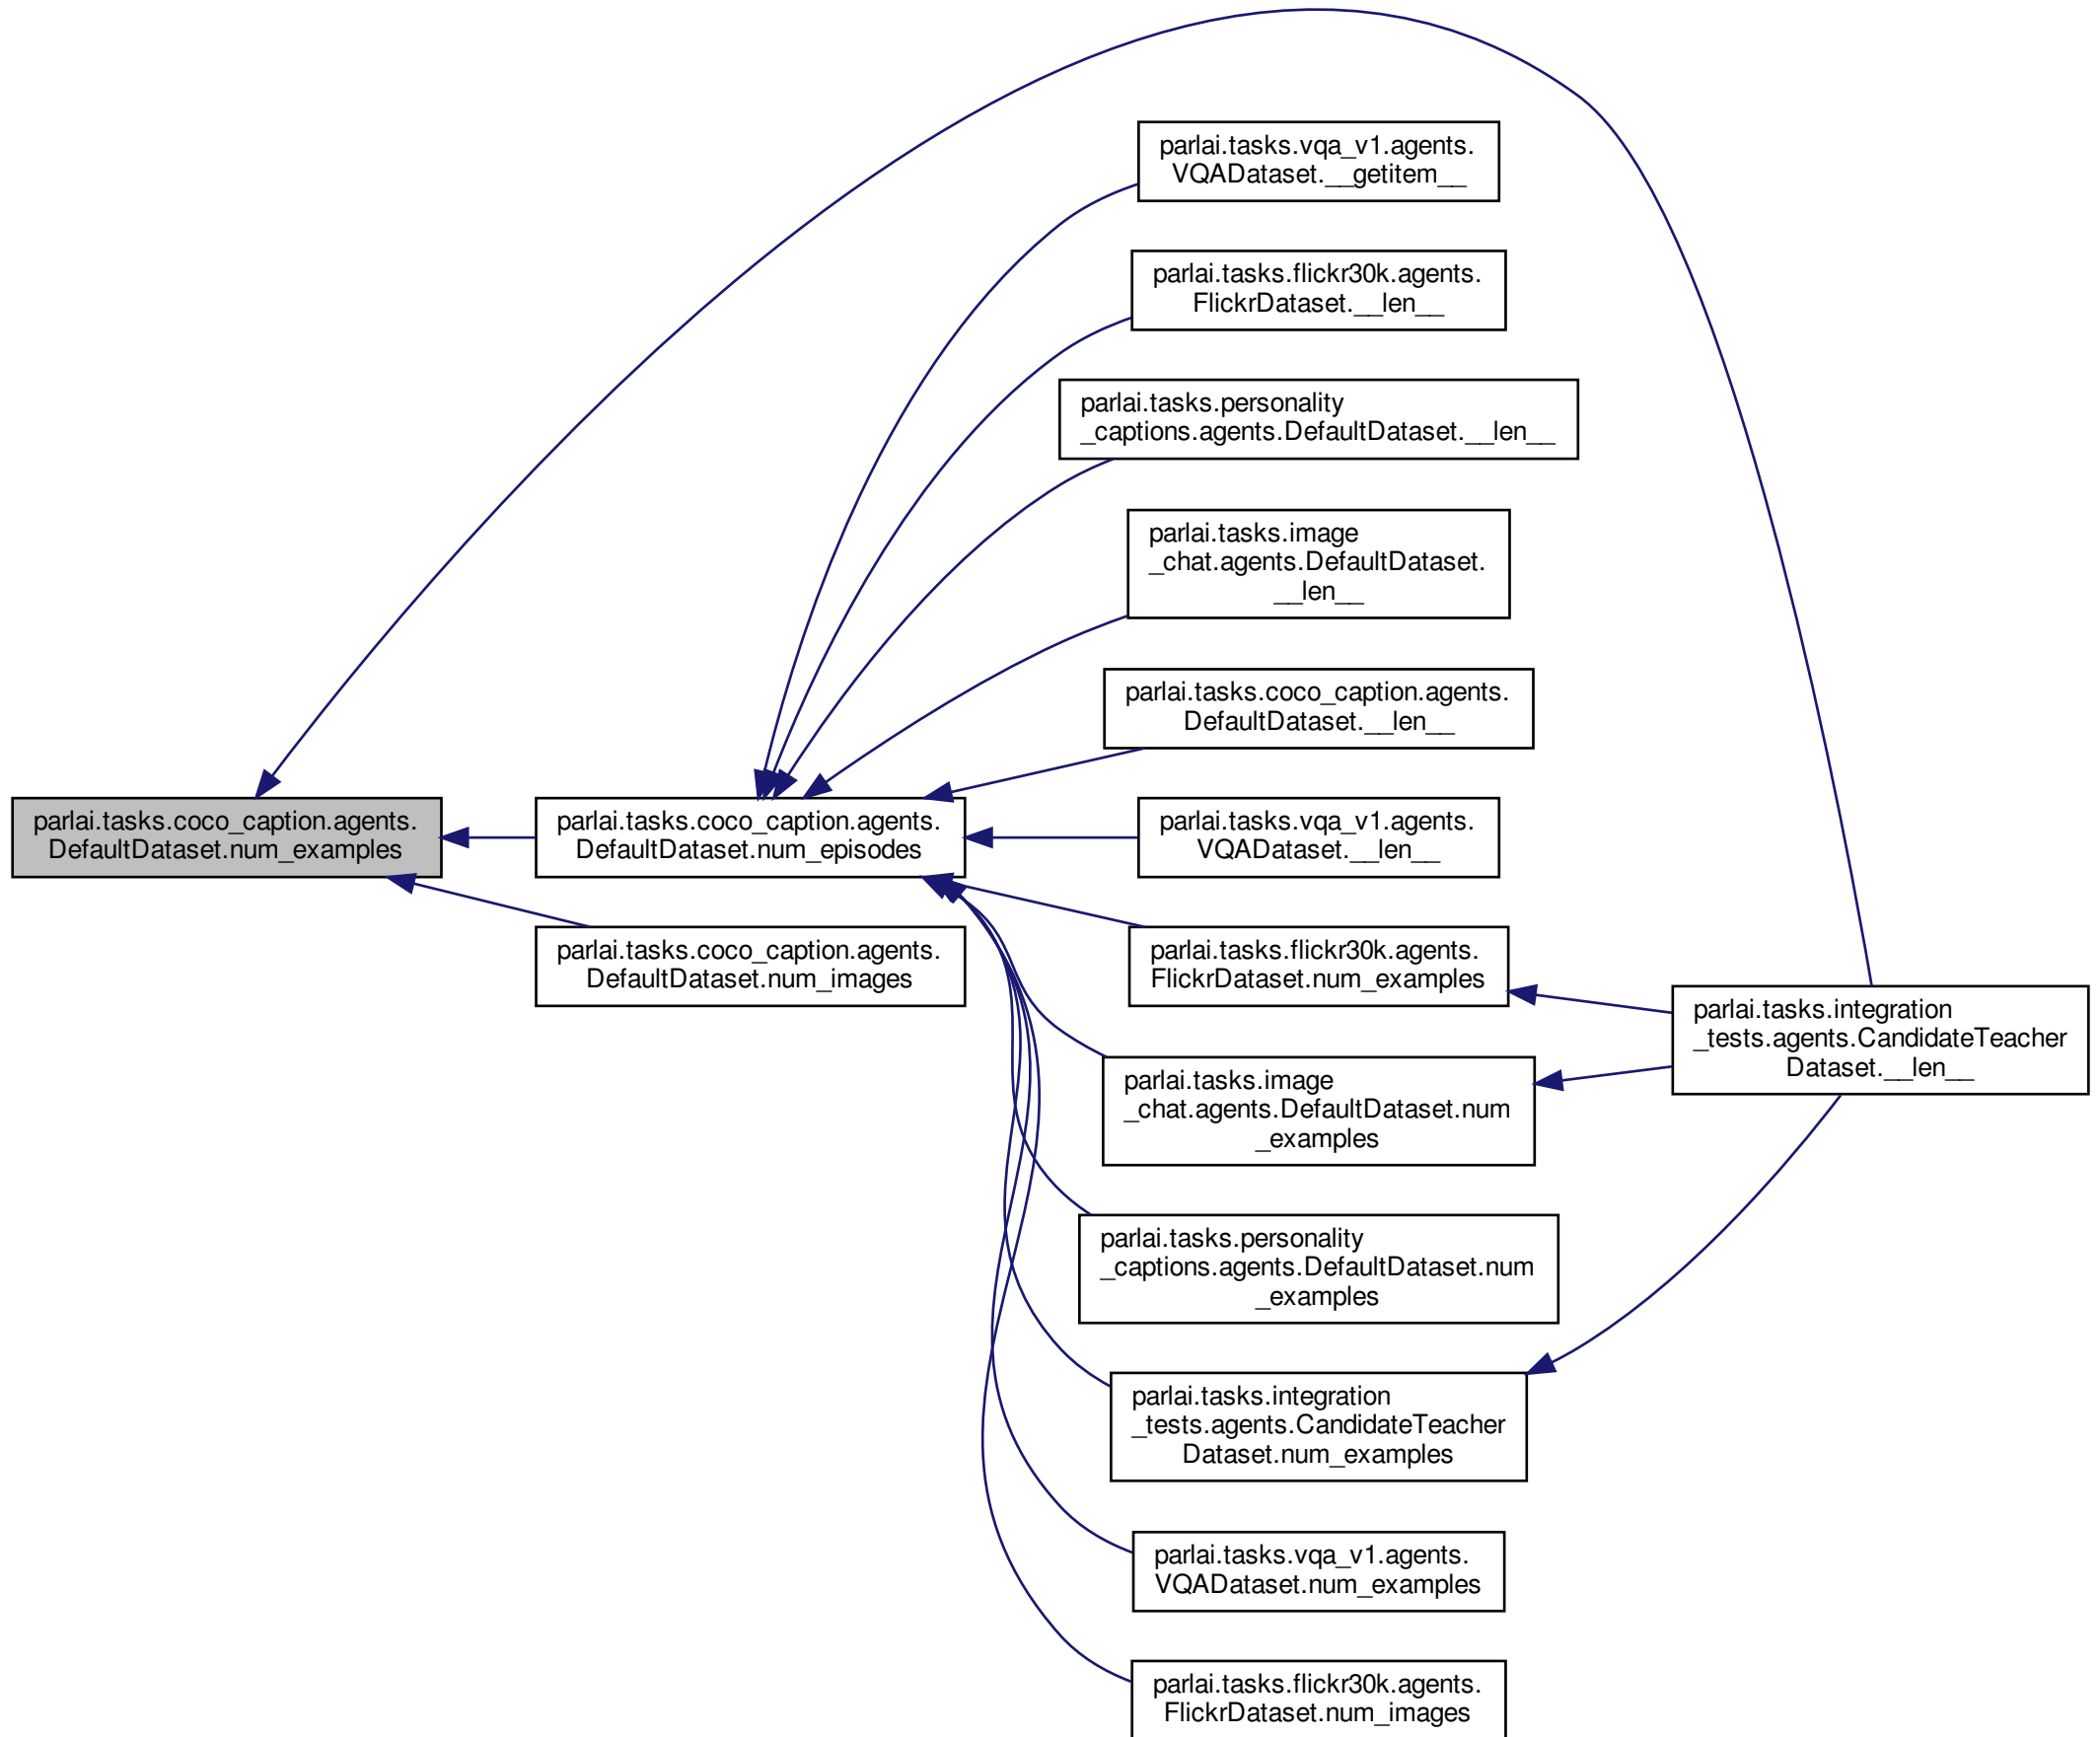 parlai.tasks.vqa_v1.agents.
VQADataset.__getitem__
parlai.tasks.flickr30k.agents.
FlickrDataset.__len__
parlai.tasks.personality
_captions.agents.DefaultDataset.__len__
parlai.tasks.image
_chat.agents.DefaultDataset.
__len__
parlai.tasks.coco_caption.agents.
DefaultDataset.__len__
parlai.tasks.coco_caption.agents.
DefaultDataset.num_examples
parlai.tasks.coco_caption.agents.
DefaultDataset.num_episodes
parlai.tasks.vqa_v1.agents.
VQADataset.__len__
parlai.tasks.coco_caption.agents.
DefaultDataset.num_images
parlai.tasks.flickr30k.agents.
FlickrDataset.num_examples
parlai.tasks.integration
_tests.agents.CandidateTeacher
Dataset.__len__
parlai.tasks.image
_chat.agents.DefaultDataset.num
_examples
parlai.tasks.personality
_captions.agents.DefaultDataset.num
_examples
parlai.tasks.integration
_tests.agents.CandidateTeacher
Dataset.num_examples
parlai.tasks.vqa_v1.agents.
VQADataset.num_examples
parlai.tasks.flickr30k.agents.
FlickrDataset.num_images